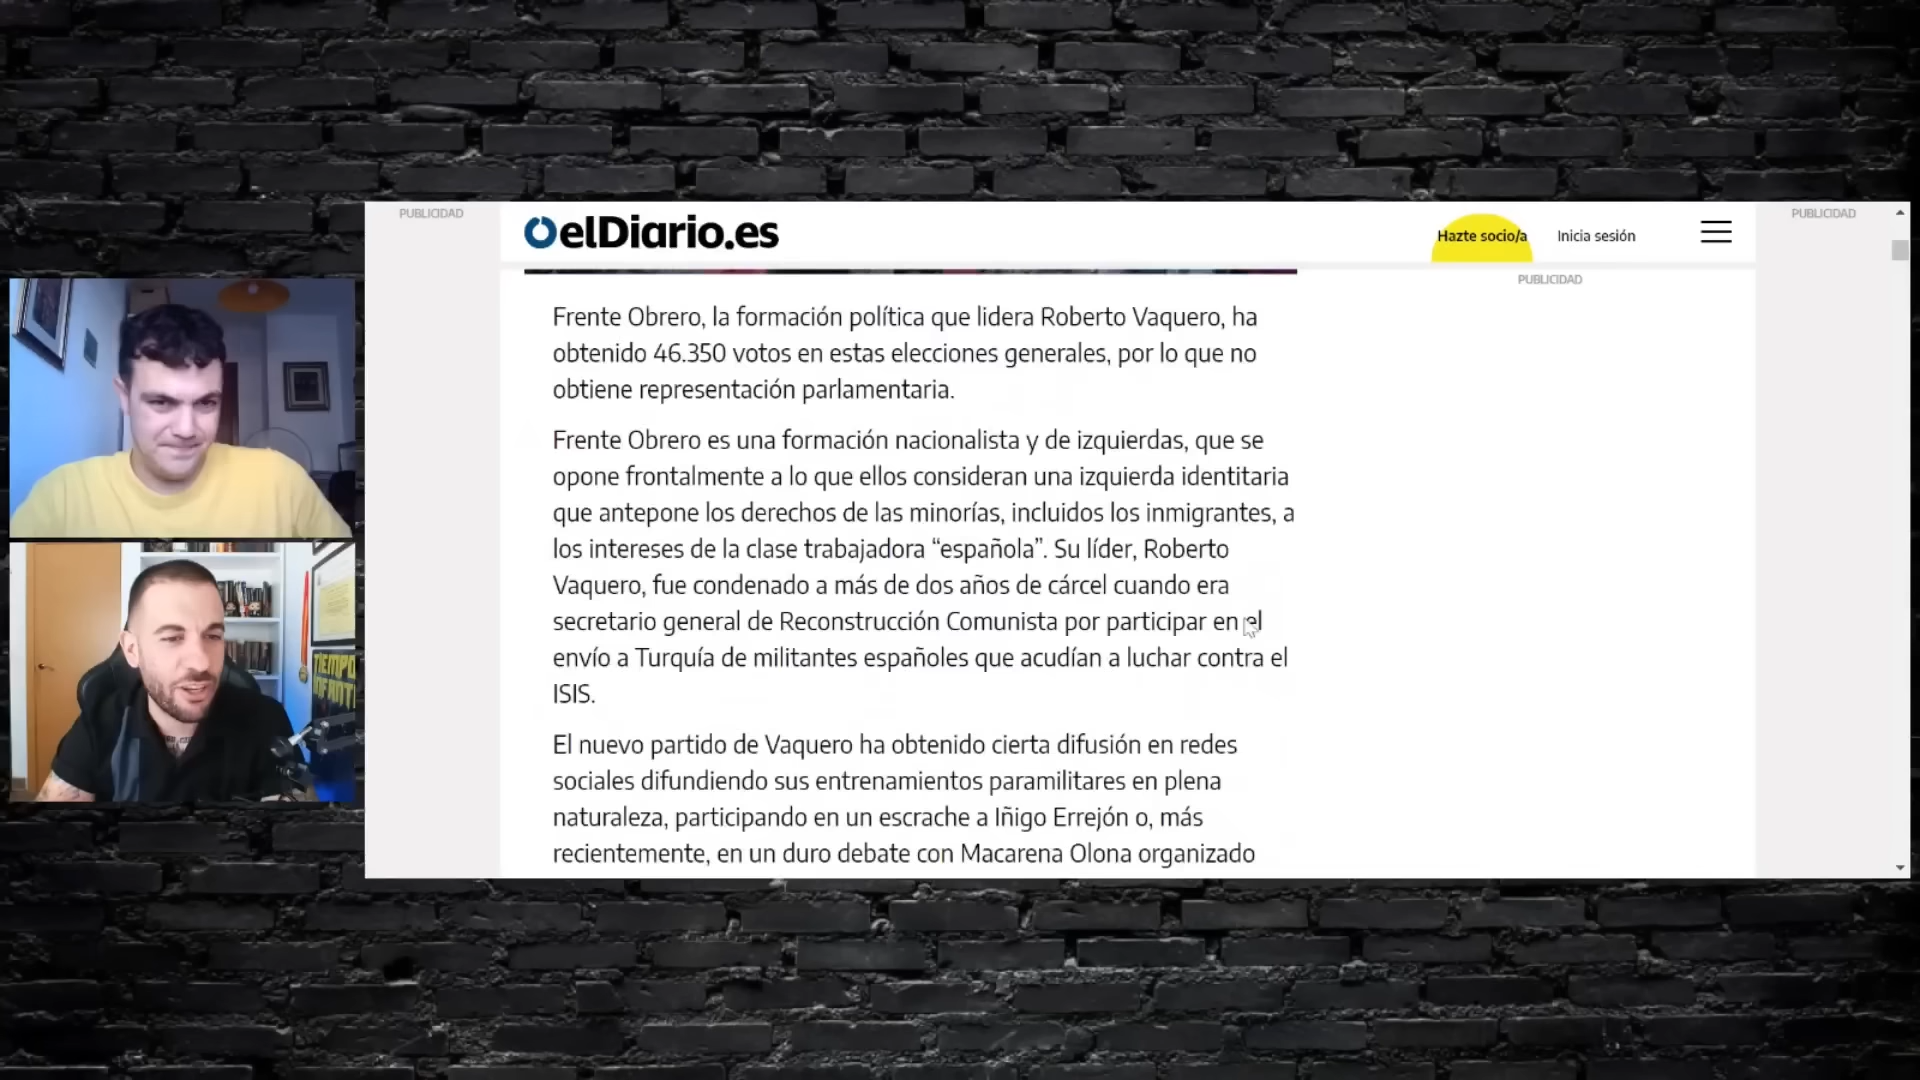 PUBLICIDAD
elDiario.es
Hazte socio/a
Inicia sesión
PUBLICIDAD
PUBLICIDAD
Frente Obrero, la formación política que lidera Roberto Vaquero, ha
obtenido 46.350 votos en estas elecciones generales, por lo que no
obtiene representación parlamentaria.
Frente Obrero es una formación nacionalista y de izquierdas, que se
opone frontalmente a lo que ellos consideran una izquierda identitaria
que antepone los derechos de las minorías, incluidos los inmigrantes, a
los intereses de la clase trabajadora “española”. Su líder, Roberto
Vaquero, fue condenado a más de dos años de cárcel cuando era
secretario general de Reconstrucción Comunista por participar en el
envío a Turquía de militantes españoles que acudían a luchar contra el
ISIS.
El nuevo partido de Vaquero ha obtenido cierta difusión en redes
sociales difundiendo sus entrenamientos paramilitares en plena
naturaleza, participando en un escrache a Iñigo Errejón o, más
recientemente, en un duro debate con Macarena Olona organizado